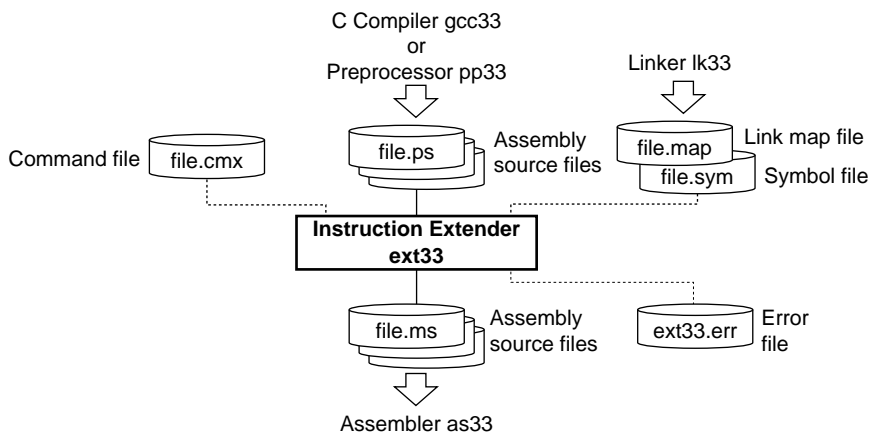 C Compiler gcc33
or
Preprocessor pp33
Linker lk33
Command file
file.cmx
file.ps
Assembly
source files
file.map
Link map file
file.sym
Symbol file
Instruction Extender
ext33
file.ms
Assembly
source files
ext33.err
Error
file
Assembler as33